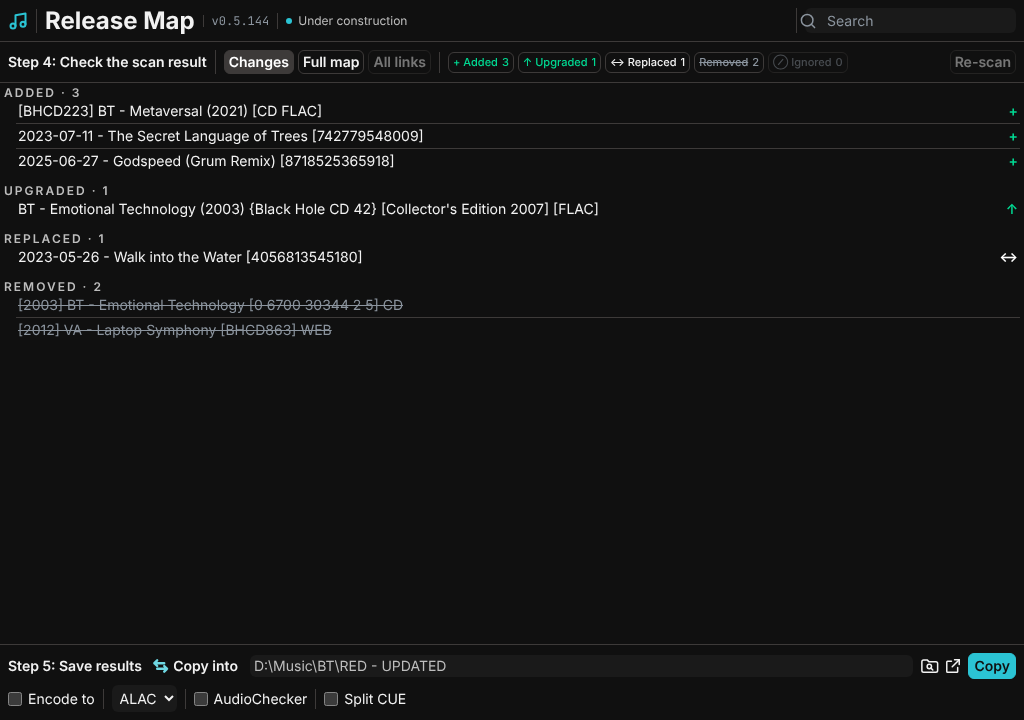 Release Map v0.5.144 Under construction Search
Step 4: Check the scan result Changes Full map All links + Added 3 ↑ Upgraded 1 ↔ Replaced 1 Removed 2 Ignored 0 Re-scan
ADDED · 3
[BHCD223] BT - Metaversal (2021) [CD FLAC] +
2023-07-11 - The Secret Language of Trees [742779548009] +
2025-06-27 - Godspeed (Grum Remix) [8718525365918] +
UPGRADED · 1
BT - Emotional Technology (2003) {Black Hole CD 42} [Collector's Edition 2007] [FLAC] ↑
REPLACED · 1
2023-05-26 - Walk into the Water [4056813545180] ↔
REMOVED · 2
[2003] BT - Emotional Technology [0 6700 30344 2 5] CD
[2012] VA - Laptop Symphony [BHCD863] WEB
Step 5: Save results Copy into D:\Music\BT\RED - UPDATED Copy
Encode to ALAC AudioChecker Split CUE